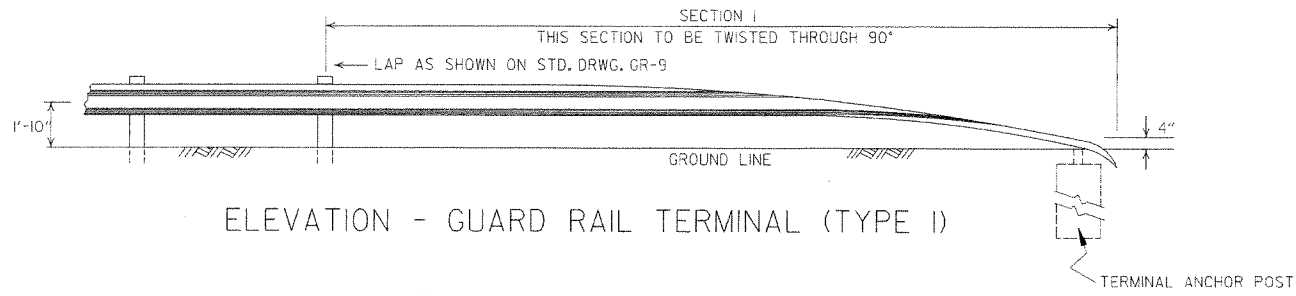 SECTION I
THIS SECTION TO BE TWISTED THROUGH 90°
LAP AS SHOWN ON STD. DRWG. GR-9
1'-10"
4"
GROUND LINE
ELEVATION - GUARD RAIL TERMINAL (TYPE I)
TERMINAL ANCHOR POST